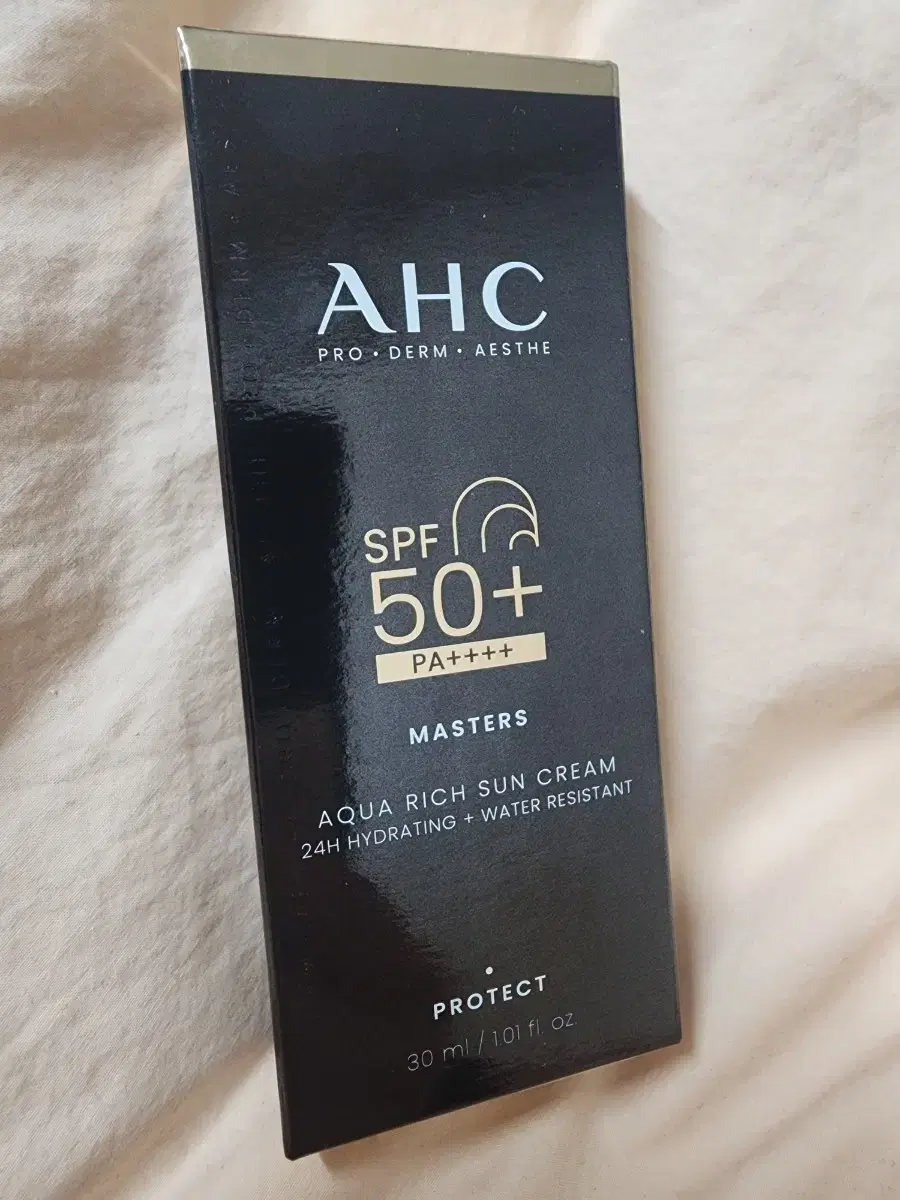 AHC
PRO • DERM • AESTHE
SPF
50+
PA++++
MASTERS
AQUA RICH SUN CREAM
24H HYDRATING + WATER RESISTANT
PROTECT
30 ml / 1.01 fl. oz.